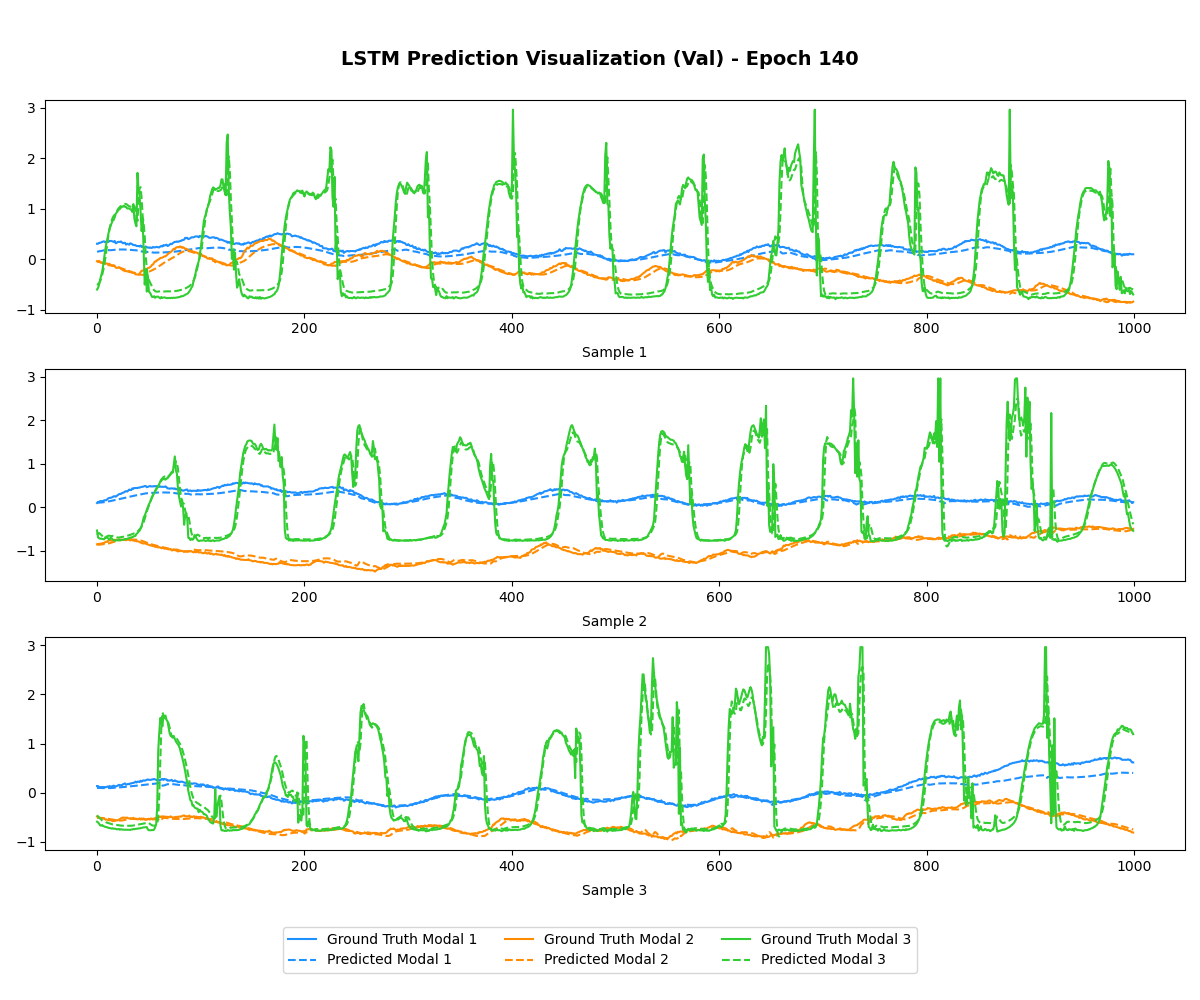 LSTM Prediction Visualization (Val) - Epoch 140
3
2
1
0
−1
0 200 400 600 800 1000
Sample 1
3
2
1
0
−1
0 200 400 600 800 1000
Sample 2
3
2
1
0
−1
0 200 400 600 800 1000
Sample 3
Ground Truth Modal 1 Ground Truth Modal 2 Ground Truth Modal 3
Predicted Modal 1 Predicted Modal 2 Predicted Modal 3